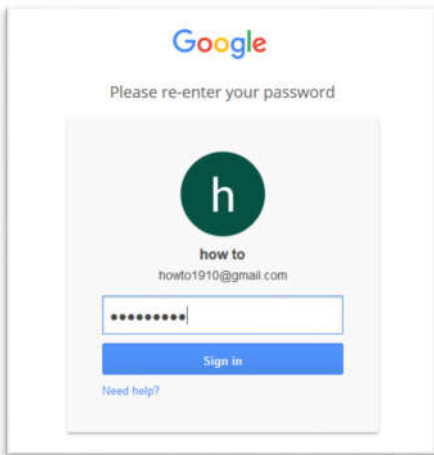 Google
Please re-enter your password
h
how to
howto1910@gmail.com
•••••••••
Sign in
Need help?